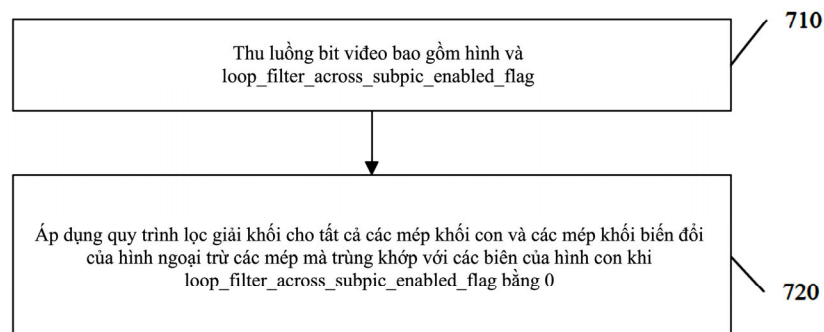 710
Thu luồng bit viđeo bao gồm hình và
loop_filter_across_subpic_enabled_flag
Áp dụng quy trình lọc giải khối cho tất cả các mép khối con và các mép khối biến đổi
của hình ngoại trừ các mép mà trùng khớp với các biên của hình con khi
loop_filter_across_subpic_enabled_flag bằng 0
720